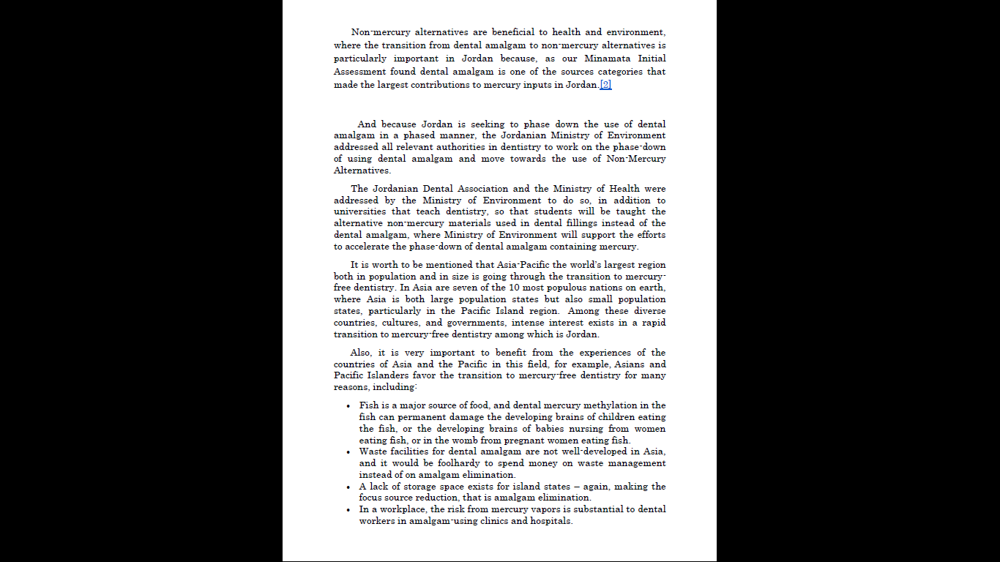 Non-mercury alternatives are beneficial to health and environment,
where the transition from dental amalgam to non-mercury alternatives is
particularly important in Jordan because, as our Minamata Initial
Assessment found dental amalgam is one of the sources categories that
made the largest contributions to mercury inputs in Jordan.[2]
And because Jordan is seeking to phase down the use of dental
amalgam in a phased manner, the Jordanian Ministry of Environment
addressed all relevant authorities in dentistry to work on the phase-down
of using dental amalgam and move towards the use of Non-Mercury
Alternatives.
The Jordanian Dental Association and the Ministry of Health were
addressed by the Ministry of Environment to do so, in addition to
universities that teach dentistry, so that students will be taught the
alternative non-mercury materials used in dental fillings instead of the
dental amalgam, where Ministry of Environment will support the efforts
to accelerate the phase-down of dental amalgam containing mercury.
It is worth to be mentioned that Asia-Pacific the world's largest region
both in population and in size is going through the transition to mercury-
free dentistry. In Asia are seven of the 10 most populous nations on earth,
where Asia is both large population states but also small population
states, particularly in the Pacific Island region. Among these diverse
countries, cultures, and governments, intense interest exists in a rapid
transition to mercury-free dentistry among which is Jordan.
Also, it is very important to benefit from the experiences of the
countries of Asia and the Pacific in this field, for example, Asians and
Pacific Islanders favor the transition to mercury-free dentistry for many
reasons, including:
• Fish is a major source of food, and dental mercury methylation in the
fish can permanent damage the developing brains of children eating
the fish, or the developing brains of babies nursing from women
eating fish, or in the womb from pregnant women eating fish.
• Waste facilities for dental amalgam are not well-developed in Asia,
and it would be foolhardy to spend money on waste management
instead of on amalgam elimination.
• A lack of storage space exists for island states – again, making the
focus source reduction, that is amalgam elimination.
• In a workplace, the risk from mercury vapors is substantial to dental
workers in amalgam-using clinics and hospitals.